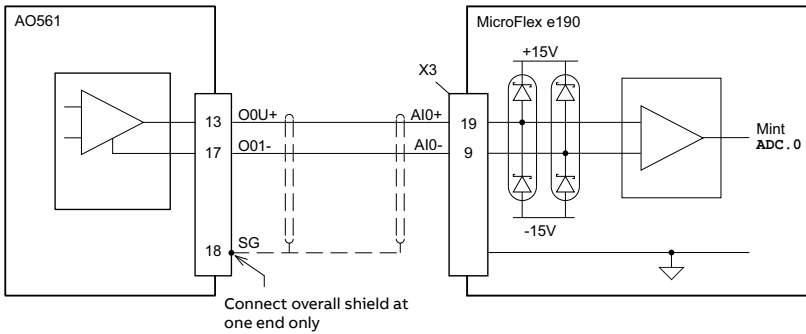 AO561
MicroFlex e190
+15V
X3
13
O0U+
AI0+
19
17
O01-
AI0-
9
Mint
ADC.0
-15V
18
SG
Connect overall shield at
one end only